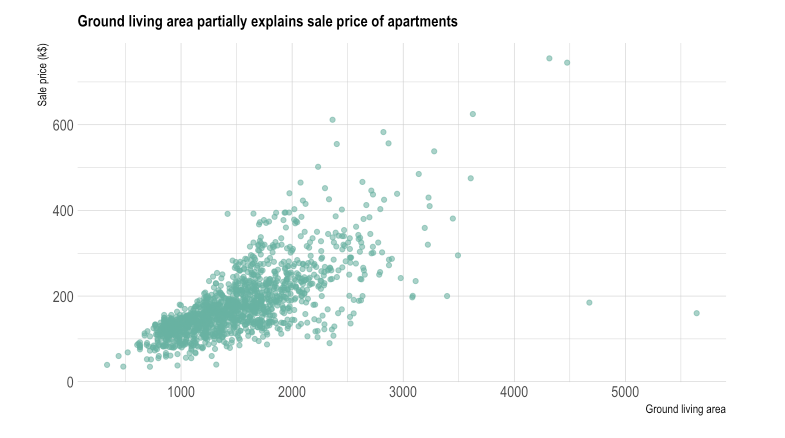 Ground living area partially explains sale price of apartments
Sale price (k$)
600
400
200
0
1000 2000 3000 4000 5000
Ground living area